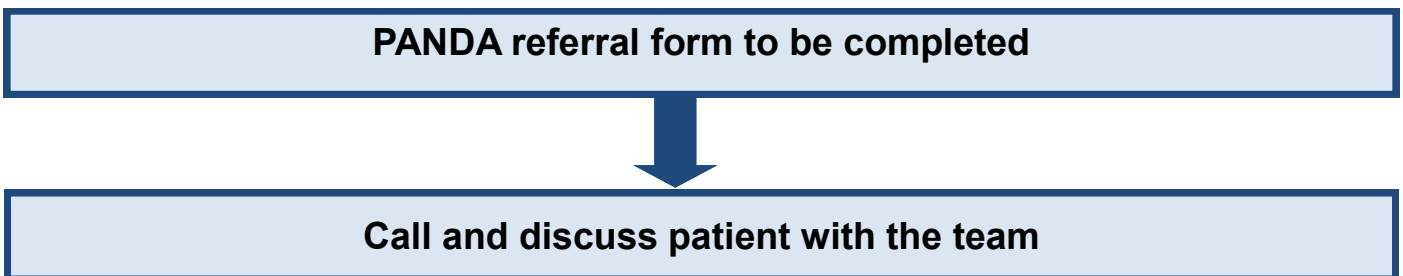 PANDA referral form to be completed
Call and discuss patient with the team